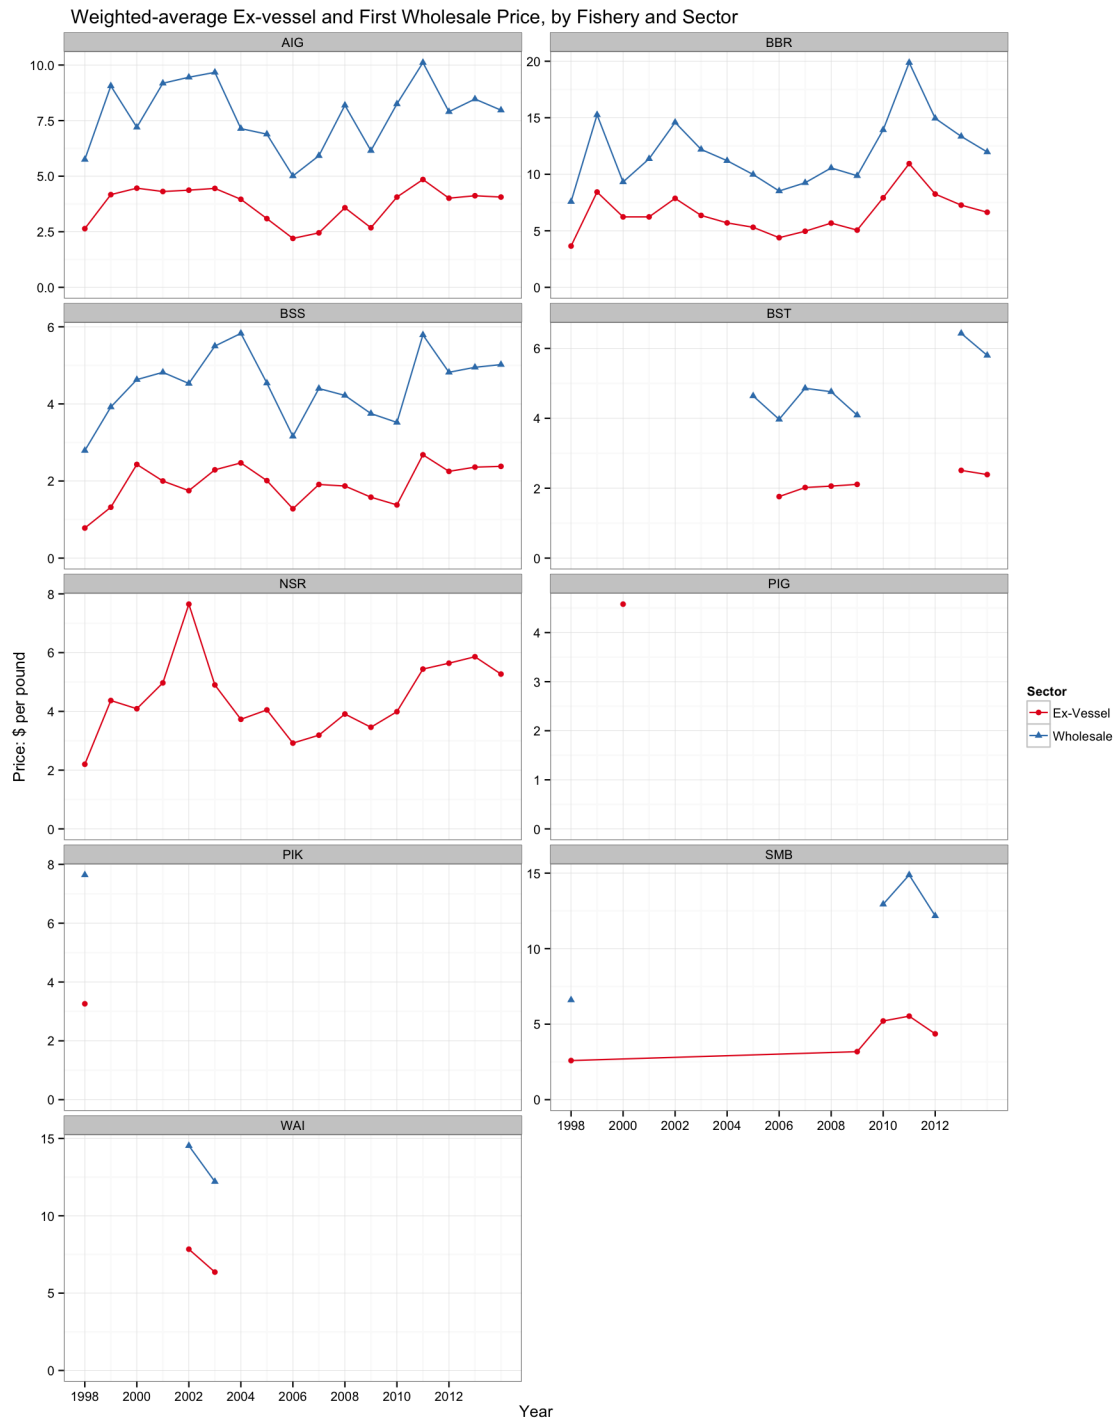 Weighted-average Ex-vessel and First Wholesale Price, by Fishery and Sector
AIG
BBR
10.0
7.5
5.0
2.5
0.0
20
15
10
5
0
BSS
BST
6
4
2
0
6
4
2
0
NSR
PIG
8
6
4
2
0
4
3
2
1
0
Price: $ per pound
Sector
Ex-Vessel
Wholesale
PIK
SMB
8
6
4
2
0
15
10
5
0
1998 2000 2002 2004 2006 2008 2010 2012
WAI
15
10
5
0
1998 2000 2002 2004 2006 2008 2010 2012
Year